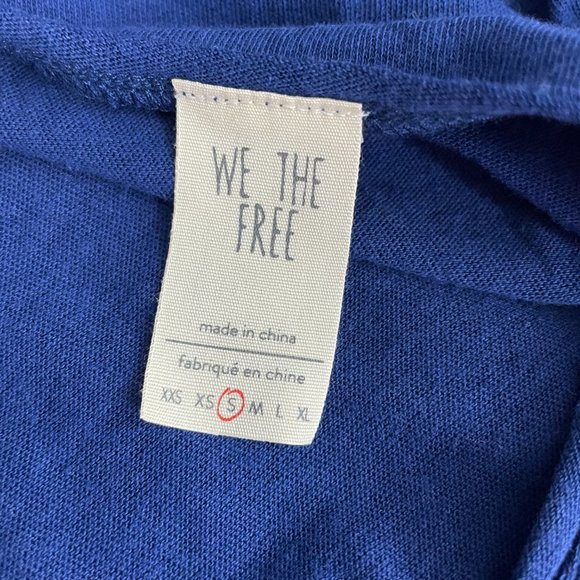 WE THE
FREE
made in china
fabriqué en chine
XXS XS S M L XL